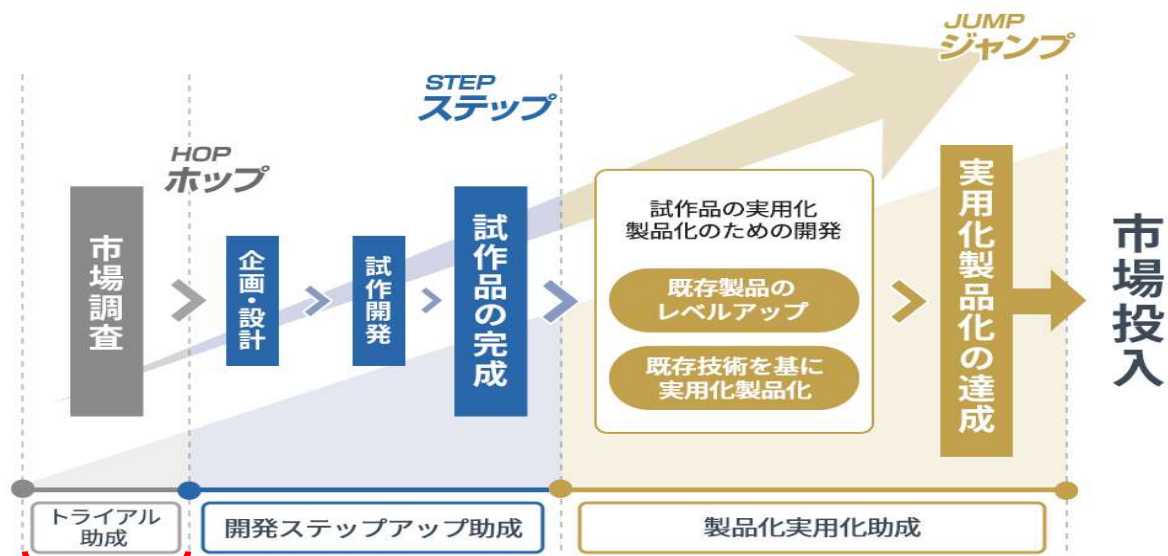 JUMP
ジャンプ
STEP
ステップ
HOP
ホップ
市場調査
企画・設計
試作開発
試作品の完成
試作品の実用化
製品化のための開発
既存製品の
レベルアップ
既存技術を基に
実用化製品化
実用化製品化の達成
市場投入
トライアル
助成
開発ステップアップ助成
製品化実用化助成